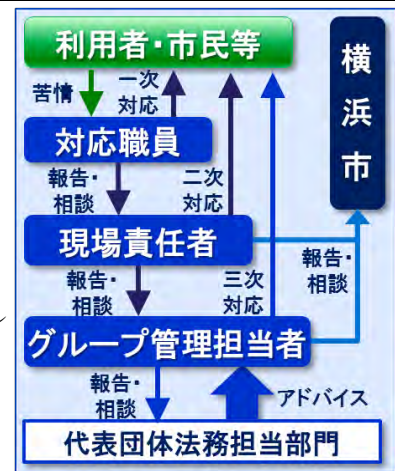 利用者・市民等
横
浜
市
苦情
一次
対応
対応職員
報告・
相談
二次
対応
現場責任者
報告・
相談
三次
対応
報告・
相談
グループ管理担当者
報告・
相談
アドバイス
代表団体法務担当部門